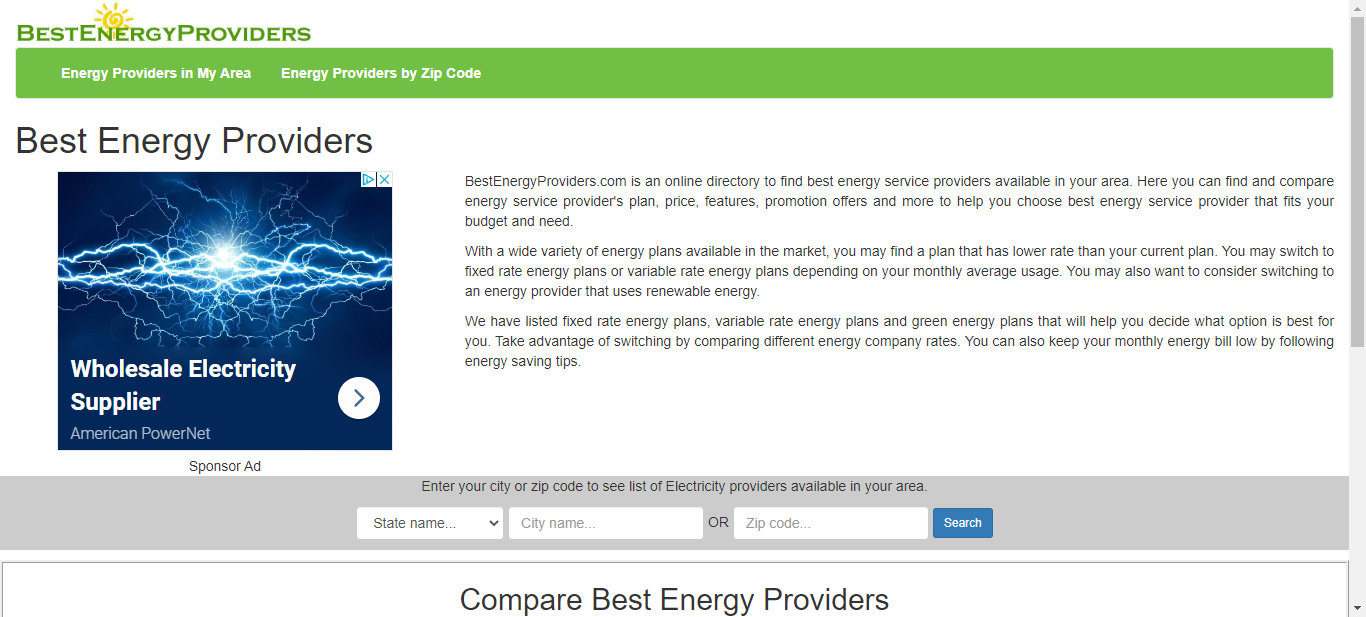 BESTENERGYPROVIDERS
Energy Providers in My Area Energy Providers by Zip Code
Best Energy Providers
Wholesale Electricity
Supplier
American PowerNet
Sponsor Ad
BestEnergyProviders.com is an online directory to find best energy service providers available in your area. Here you can find and compare
energy service provider's plan, price, features, promotion offers and more to help you choose best energy service provider that fits your
budget and need.
With a wide variety of energy plans available in the market, you may find a plan that has lower rate than your current plan. You may switch to
fixed rate energy plans or variable rate energy plans depending on your monthly average usage. You may also want to consider switching to
an energy provider that uses renewable energy.
We have listed fixed rate energy plans, variable rate energy plans and green energy plans that will help you decide what option is best for
you. Take advantage of switching by comparing different energy company rates. You can also keep your monthly energy bill low by following
energy saving tips.
Enter your city or zip code to see list of Electricity providers available in your area.
State name... City name... OR Zip code... Search
Compare Best Energy Providers